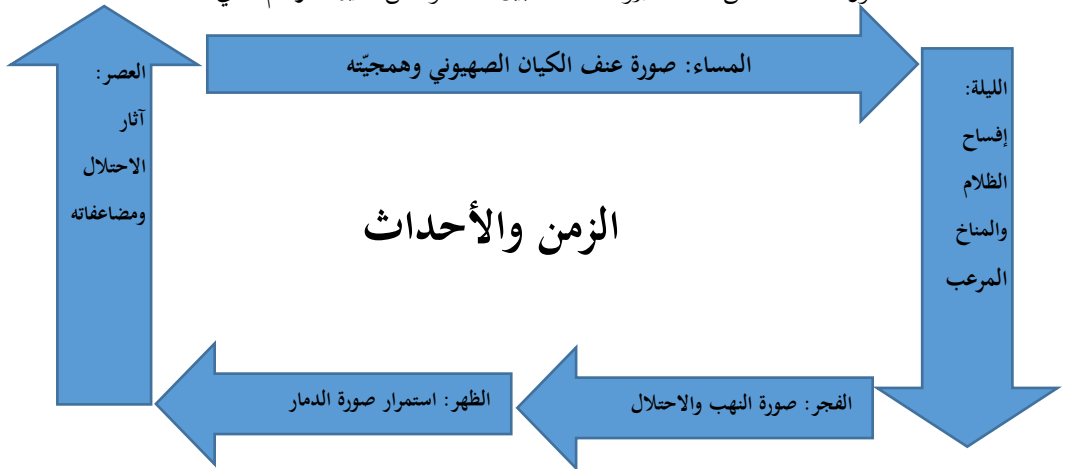 المساء: صورة عنف الكيان الصهيوني وهمجيّته
الليلة:
إفساح
الظلام
والمناخ
المرعب
العصر:
آثار
الاحتلال
ومضاعفاته
الزمن والأحداث
الفجر: صورة النهب والاحتلال
الظهر: استمرار صورة الدمار